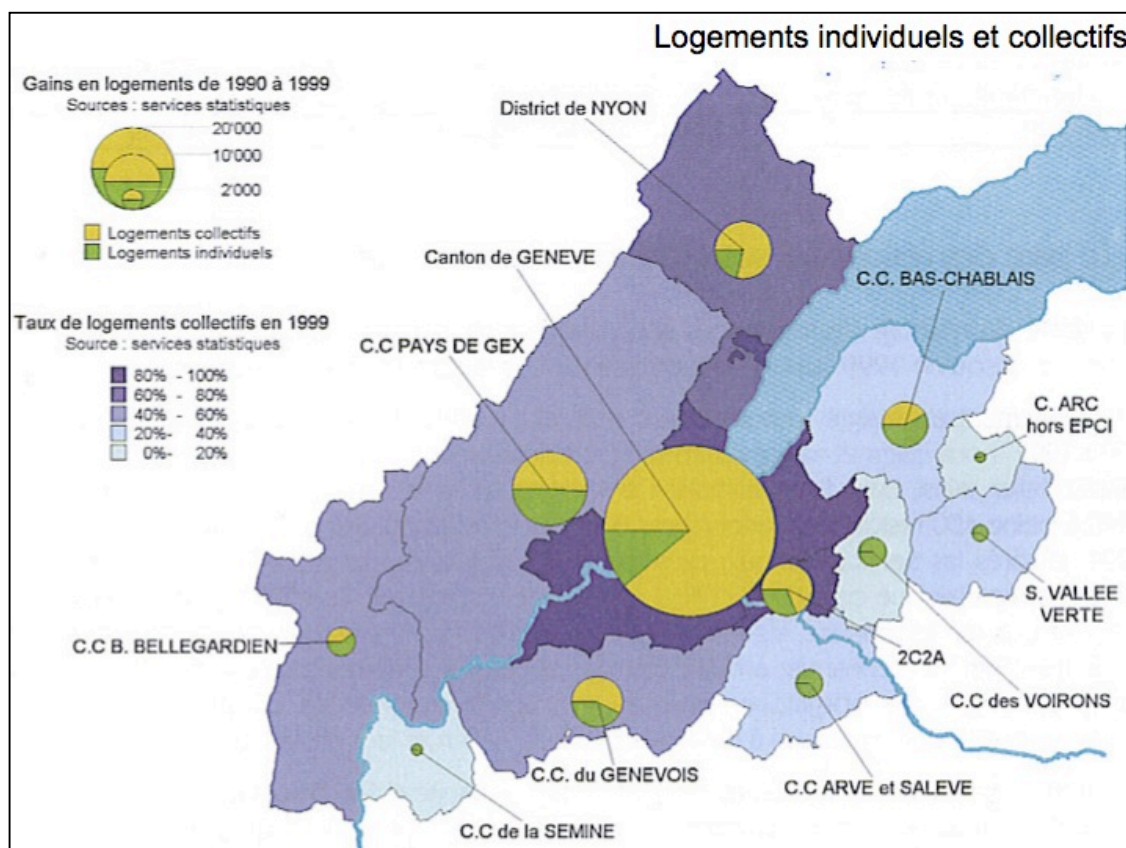 Logements individuels et collectifs
Gains en logements de 1990 à 1999
Sources : services statistiques
20'000
10'000
2'000
Logements collectifs
Logements individuels
Taux de logements collectifs en 1999
Source : services statistiques
80% - 100%
60% - 80%
40% - 60%
20%- 40%
0%- 20%
District de NYON
Canton de GENEVE
C.C PAYS DE GEX
C.C. BAS-CHABLAIS
C. ARC
hors EPCI
S. VALLEE
VERTE
2C2A
C.C des VOIRONS
C.C B. BELLEGARDIEN
C.C. du GENEVOIS
C.C ARVE et SALEVE
C.C de la SEMINE